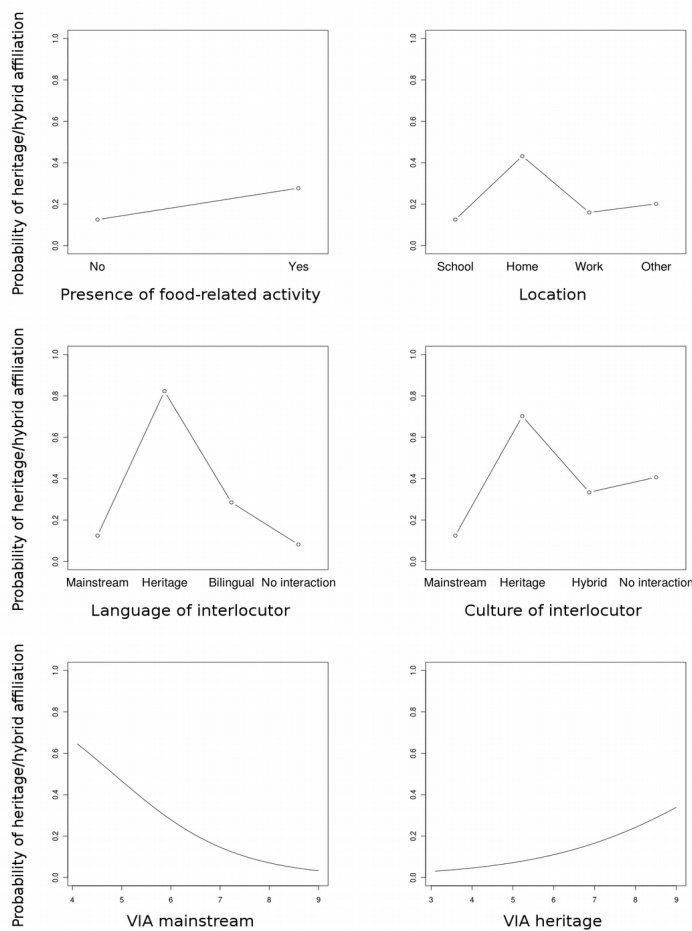 Probability of heritage/hybrid affiliation
1.0
0.8
0.6
0.4
0.2
0.0
No Yes
Presence of food-related activity
1.0
0.8
0.6
0.4
0.2
0.0
School Home Work Other
Location
Probability of heritage/hybrid affiliation
1.0
0.8
0.6
0.4
0.2
0.0
Mainstream Heritage Bilingual No interaction
Language of interlocutor
1.0
0.8
0.6
0.4
0.2
0.0
Mainstream Heritage Hybrid No interaction
Culture of interlocutor
Probability of heritage/hybrid affiliation
1.0
0.8
0.6
0.4
0.2
0.0
4 5 6 7 8 9
VIA mainstream
1.0
0.8
0.6
0.4
0.2
0.0
3 4 5 6 7 8 9
VIA heritage